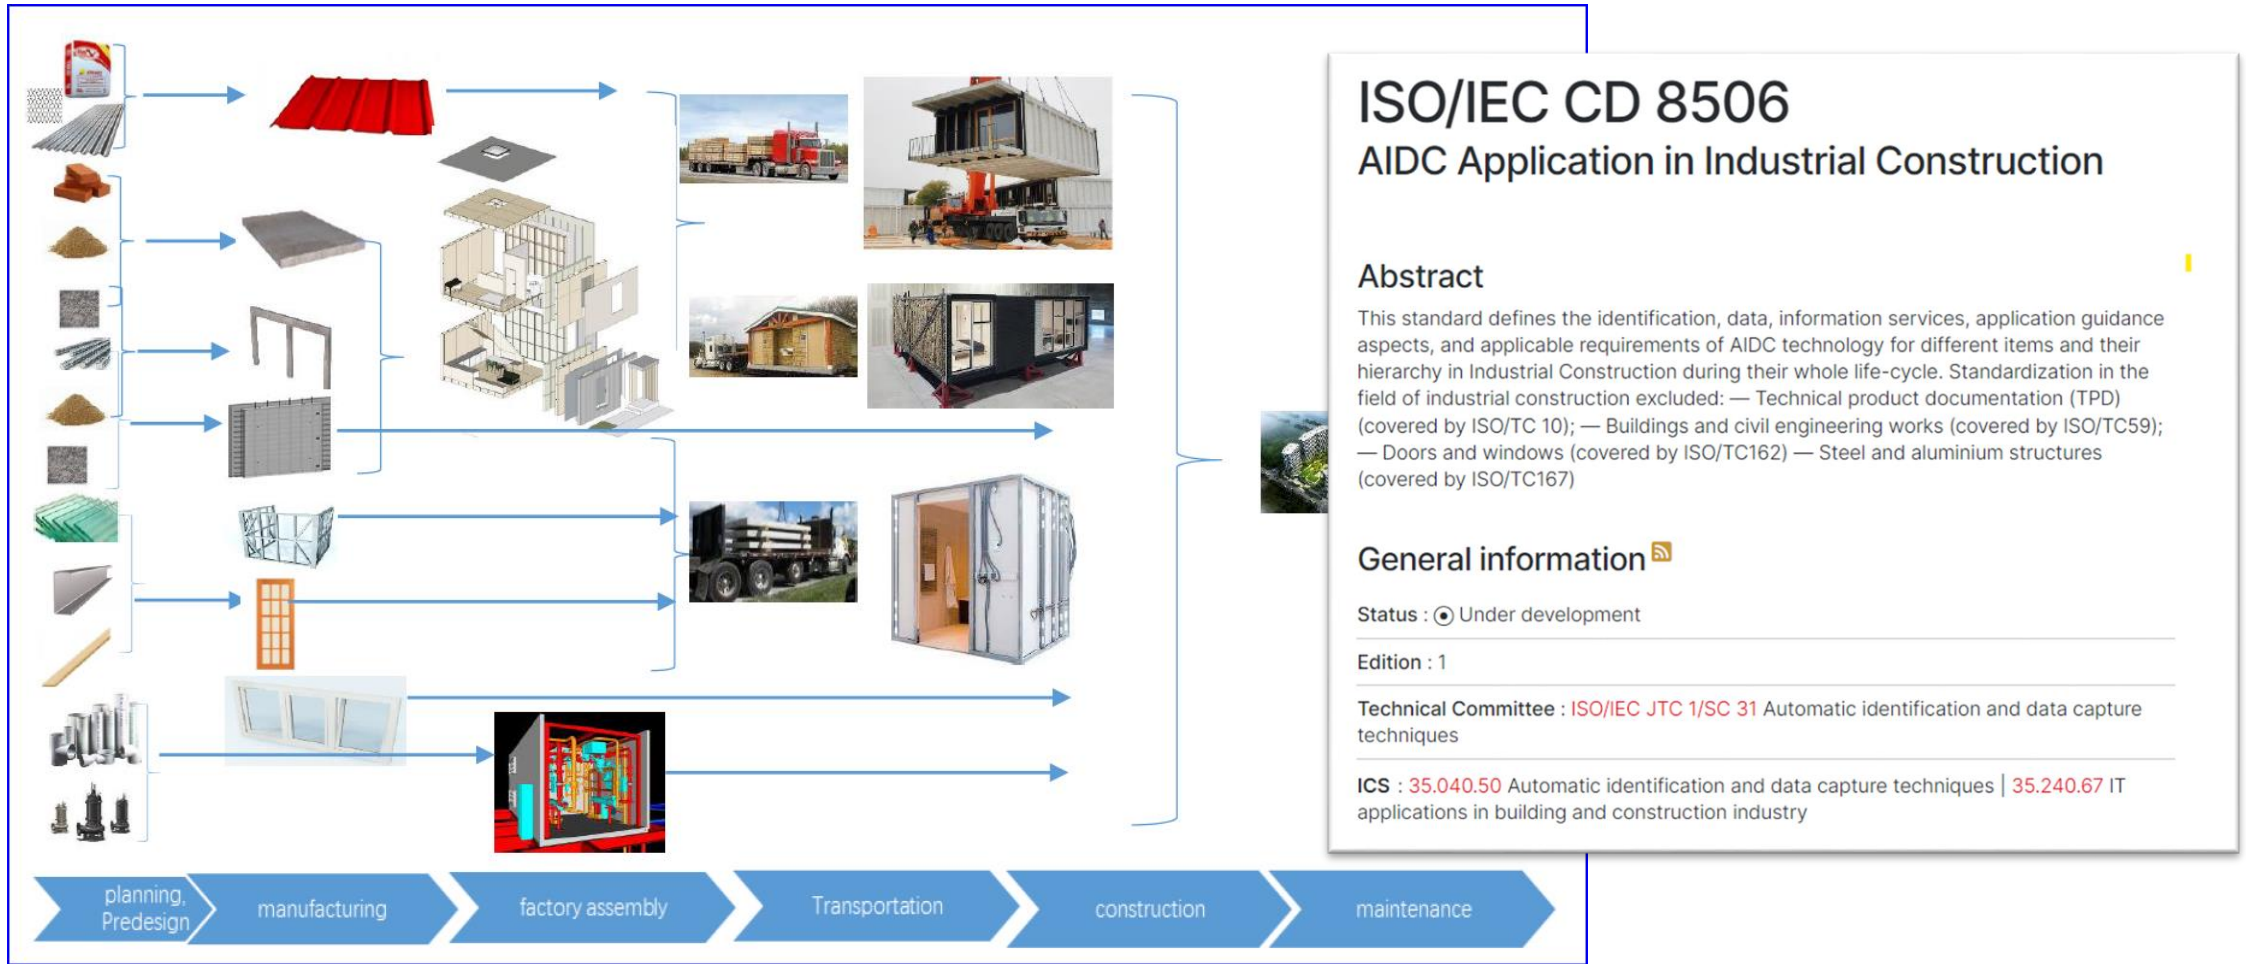 ISO/IEC CD 8506
AIDC Application in Industrial Construction
Abstract
This standard defines the identification, data, information services, application guidance
aspects, and applicable requirements of AIDC technology for different items and their
hierarchy in Industrial Construction during their whole life-cycle. Standardization in the
field of industrial construction excluded: — Technical product documentation (TPD)
(covered by ISO/TC 10); — Buildings and civil engineering works (covered by ISO/TC59);
— Doors and windows (covered by ISO/TC162) — Steel and aluminium structures
(covered by ISO/TC167)
General information
Status : Under development
Edition : 1
Technical Committee : ISO/IEC JTC 1/SC 31 Automatic identification and data capture
techniques
ICS : 35.040.50 Automatic identification and data capture techniques | 35.240.67 IT
applications in building and construction industry
planning,
Predesign
manufacturing
factory assembly
Transportation
construction
maintenance